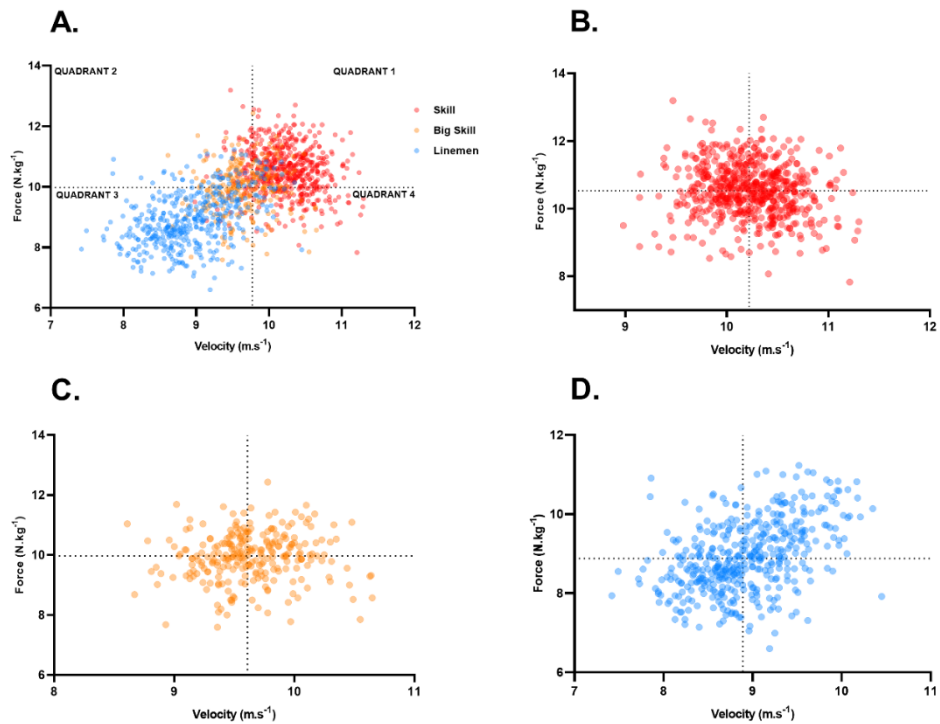 A.
B.
14
QUADRANT 2
QUADRANT 1
Skill
Big Skill
Linemen
12
10
QUADRANT 3
QUADRANT 4
8
6
Force (N.kg⁻¹)
7 8 9 10 11 12
Velocity (m.s⁻¹)
14
12
10
8
Force (N.kg⁻¹)
9 10 11 12
Velocity (m.s⁻¹)
C.
D.
14
12
10
8
6
Force (N.kg⁻¹)
8 9 10 11
Velocity (m.s⁻¹)
12
10
8
6
Force (N.kg⁻¹)
7 8 9 10 11
Velocity (m.s⁻¹)